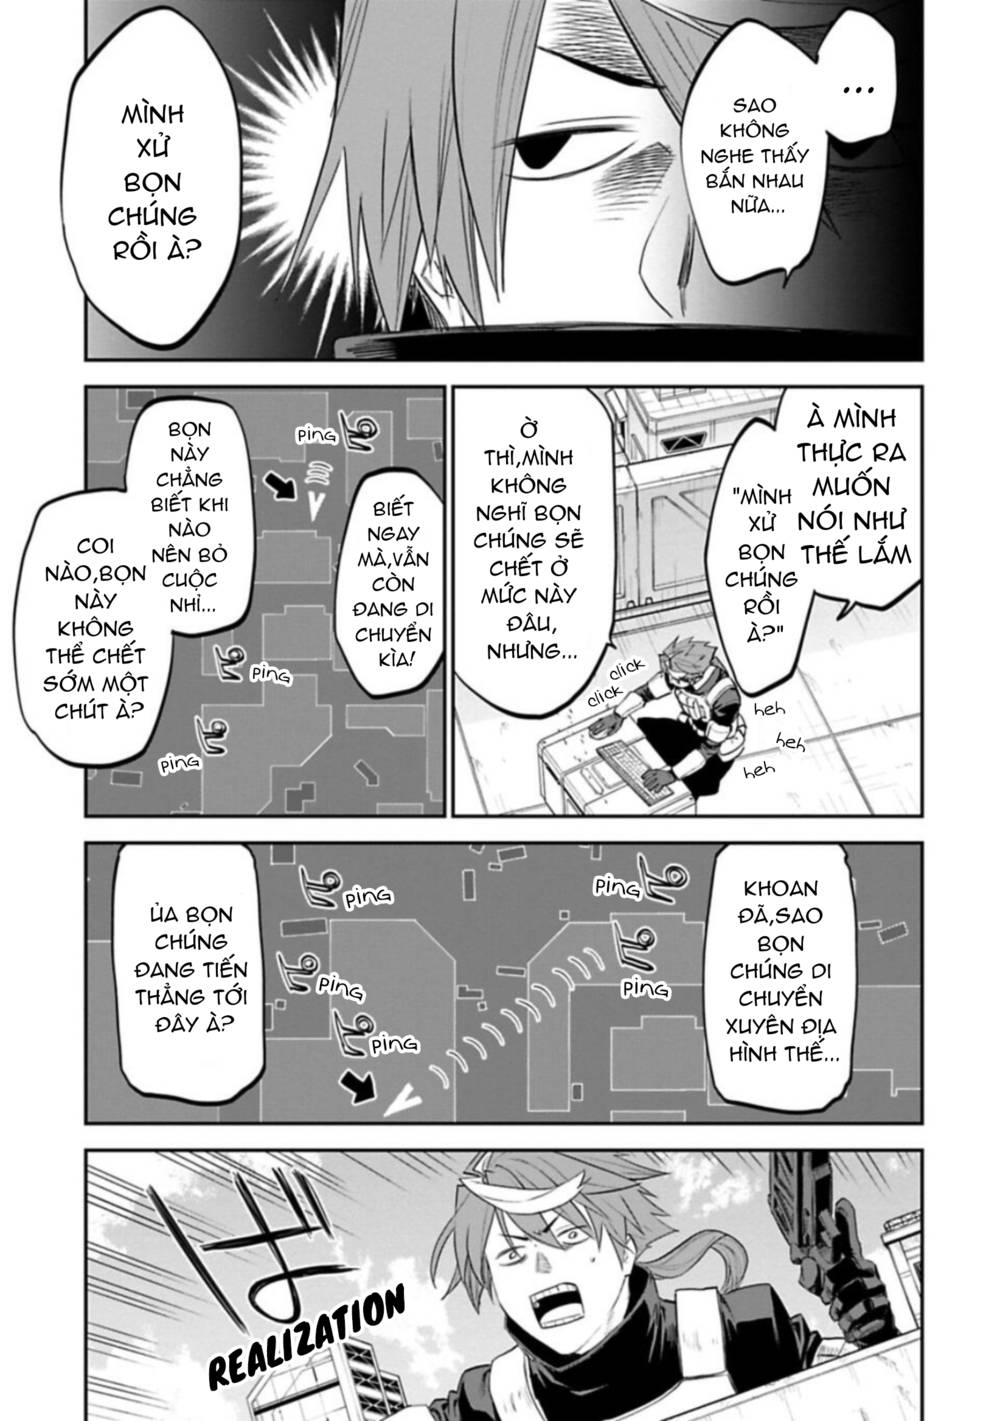 ...
SAO
KHÔNG
NGHE THẤY
BẮN NHAU
NỮA...
MÌNH
XỬ
BỌN
CHÚNG
RỒI À?
À MÌNH
THỰC RA
MUỐN
NÓI NHƯ
THẾ LẮM
"MÌNH
XỬ
BỌN
CHÚNG
RỒI
À?"
Ờ
THÌ,MÌNH
KHÔNG
NGHĨ BỌN
CHÚNG SẼ
CHẾT Ở
MỨC NÀY
ĐÂU,
NHƯNG...
click
click
click
heh
heh
heh
ping
BIẾT
NGAY
MÀ,VẪN
CÒN
ĐANG DI
CHUYỂN
KÌA!
BỌN
NÀY
CHẲNG
BIẾT KHI
NÀO
NÊN BỎ
CUỘC
NHỈ...
COI
NÀO,BỌN
NÀY
KHÔNG
THỂ CHẾT
SỚM MỘT
CHÚT À?
ping
ping
KHOAN
ĐÃ,SAO
BỌN
CHÚNG DI
CHUYỂN
XUYÊN ĐỊA
HÌNH THẾ...
ping
ping
ping
ping
ping
ỦA BỌN
CHÚNG
ĐANG TIẾN
THẲNG TỚI
ĐÂY À?
ば
REALIZATION